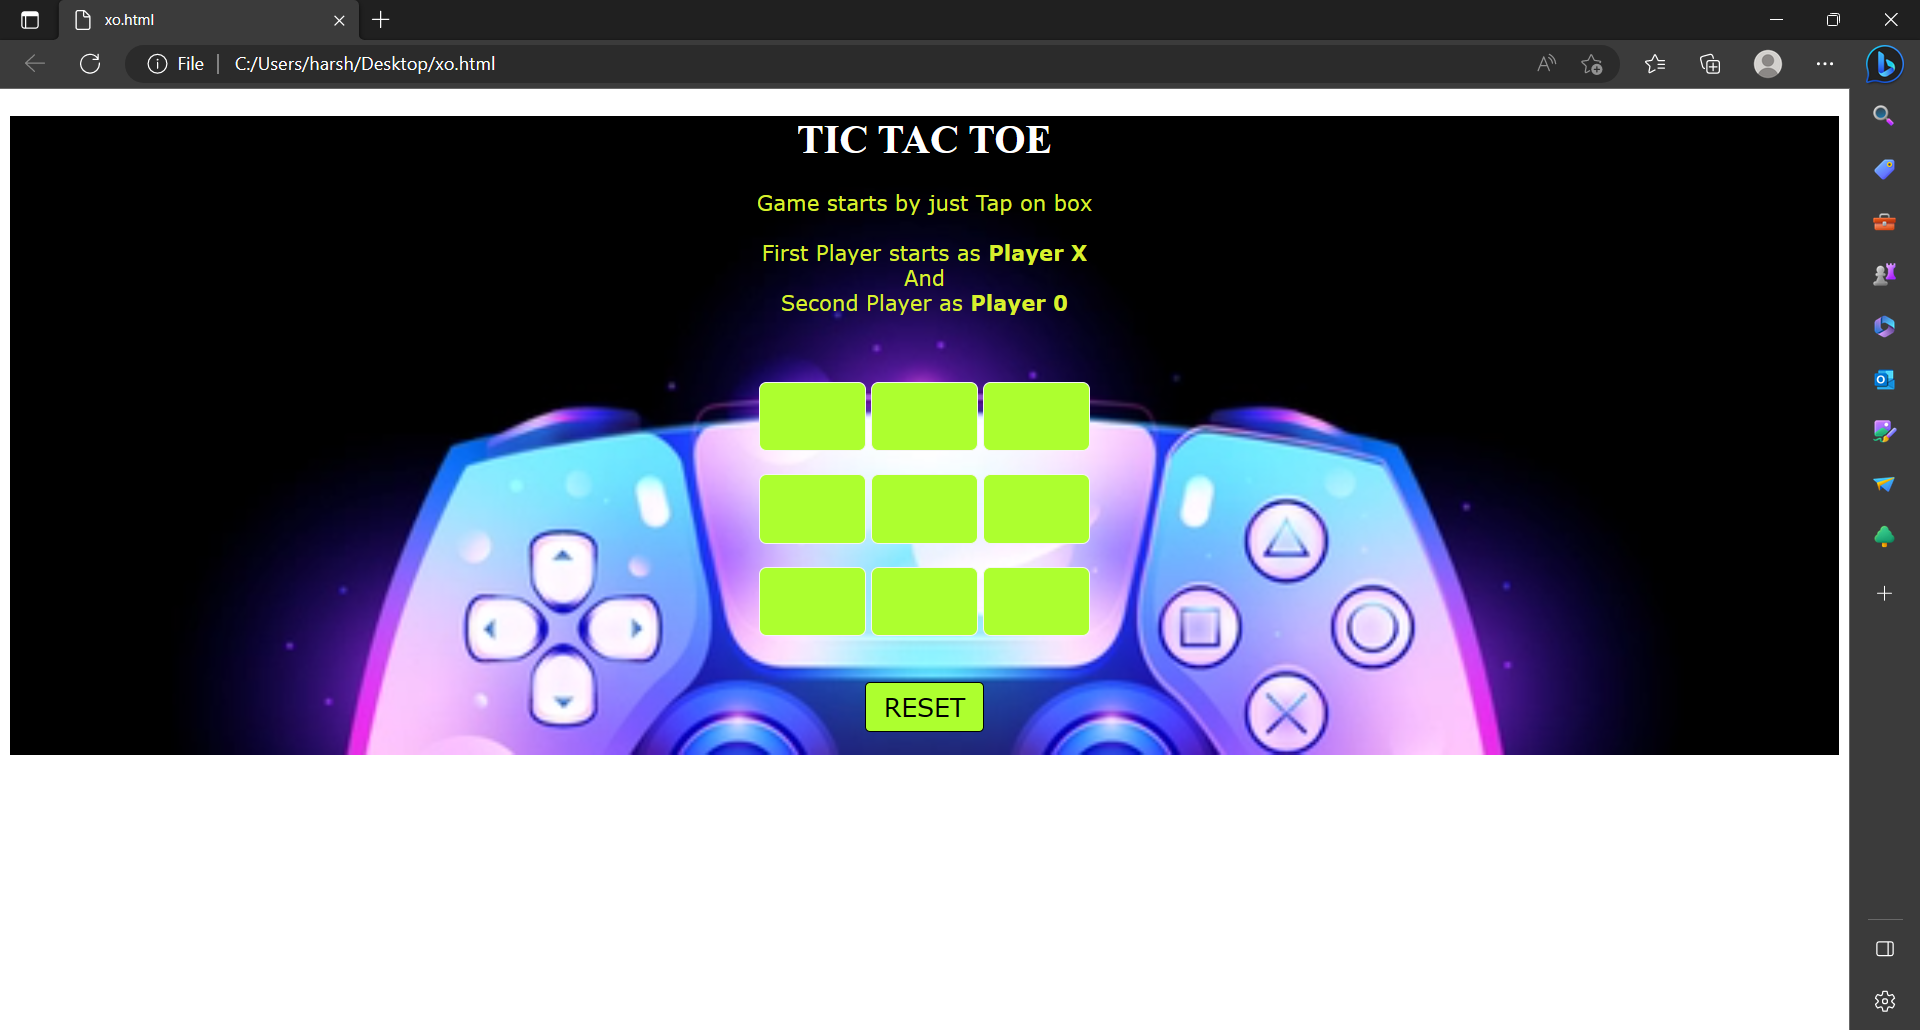 xo.html
File
C:/Users/harsh/Desktop/xo.html
TIC TAC TOE
Game starts by just Tap on box
First Player starts as Player X
And
Second Player as Player 0
RESET